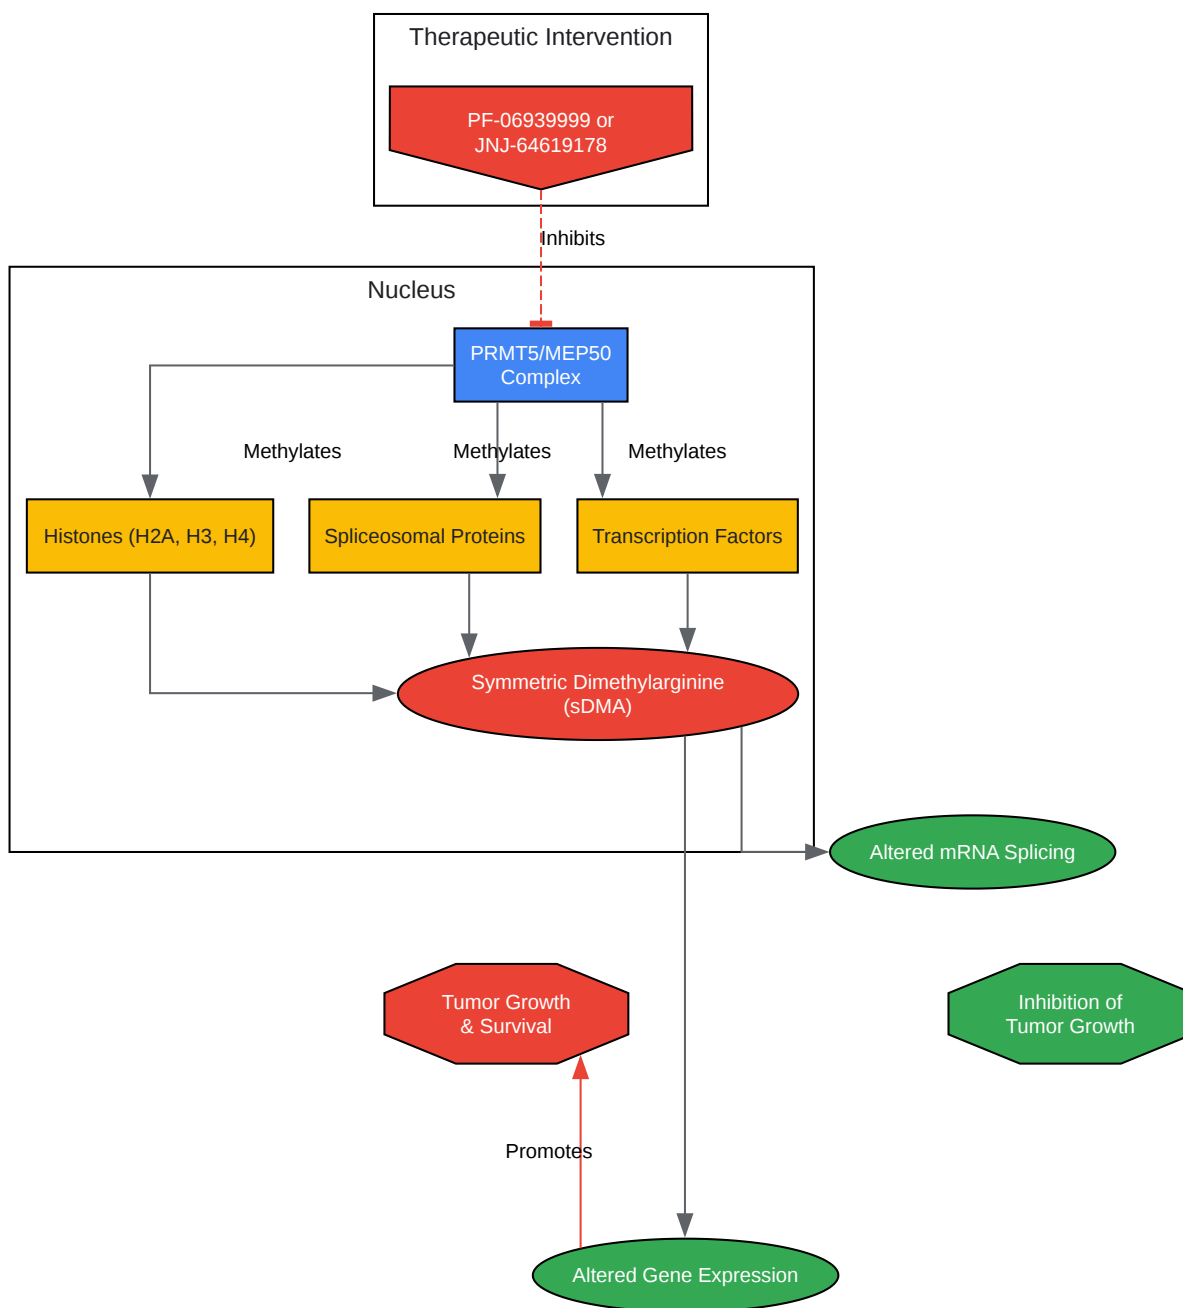 Therapeutic Intervention
PF-06939999 or
JNJ-64619178
Inhibits
Nucleus
PRMT5/MEP50
Complex
Methylates
Methylates
Methylates
Histones (H2A, H3, H4)
Spliceosomal Proteins
Transcription Factors
Symmetric Dimethylarginine
(sDMA)
Altered mRNA Splicing
Tumor Growth
& Survival
Inhibition of
Tumor Growth
Promotes
Altered Gene Expression